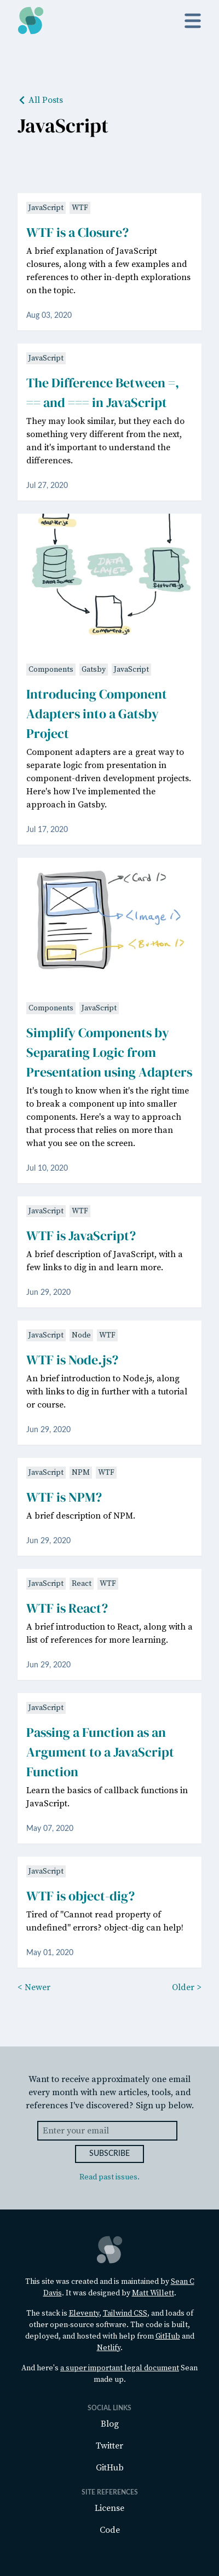 All Posts
JavaScript
JavaScript WTF
WTF is a Closure?
A brief explanation of JavaScript
closures, along with a few examples and
references to other in-depth explorations
on the topic.
Aug 03, 2020
JavaScript
The Difference Between =,
== and === in JavaScript
They may look similar, but they each do
something very different from the next,
and it's important to understand the
differences.
Jul 27, 2020
adapter.js
DATA
LAYER
component.js
Components Gatsby JavaScript
Introducing Component
Adapters into a Gatsby
Project
Component adapters are a great way to
separate logic from presentation in
component-driven development projects.
Here's how I've implemented the
approach in Gatsby.
Jul 17, 2020
<Card />
<Image />
<Button />
Components JavaScript
Simplify Components by
Separating Logic from
Presentation using Adapters
It's tough to know when it's the right time
to break a component up into smaller
components. Here's a way to approach
that process that relies on more than
what you see on the screen.
Jul 10, 2020
JavaScript WTF
WTF is JavaScript?
A brief description of JavaScript, with a
few links to dig in and learn more.
Jun 29, 2020
JavaScript Node WTF
WTF is Node.js?
An brief introduction to Node.js, along
with links to dig in further with a tutorial
or course.
Jun 29, 2020
JavaScript NPM WTF
WTF is NPM?
A brief description of NPM.
Jun 29, 2020
JavaScript React WTF
WTF is React?
A brief introduction to React, along with a
list of references for more learning.
Jun 29, 2020
JavaScript
Passing a Function as an
Argument to a JavaScript
Function
Learn the basics of callback functions in
JavaScript.
May 07, 2020
JavaScript
WTF is object-dig?
Tired of "Cannot read property of
undefined" errors? object-dig can help!
May 01, 2020
< Newer Older >
Want to receive approximately one email
every month with new articles, tools, and
resources I've discovered? Sign up below.
Enter your email
SUBSCRIBE
Read past issues.
This site was created and is maintained by Sean C
Davis. It was designed by Matt Willett.
The stack is Eleventy, Tailwind CSS, and loads of
other open-source software. The code is built,
deployed, and hosted with help from GitHub and
Netlify.
And here's a super important legal document Sean
made up.
SOCIAL LINKS
Blog
Twitter
GitHub
SITE REFERENCES
License
Code